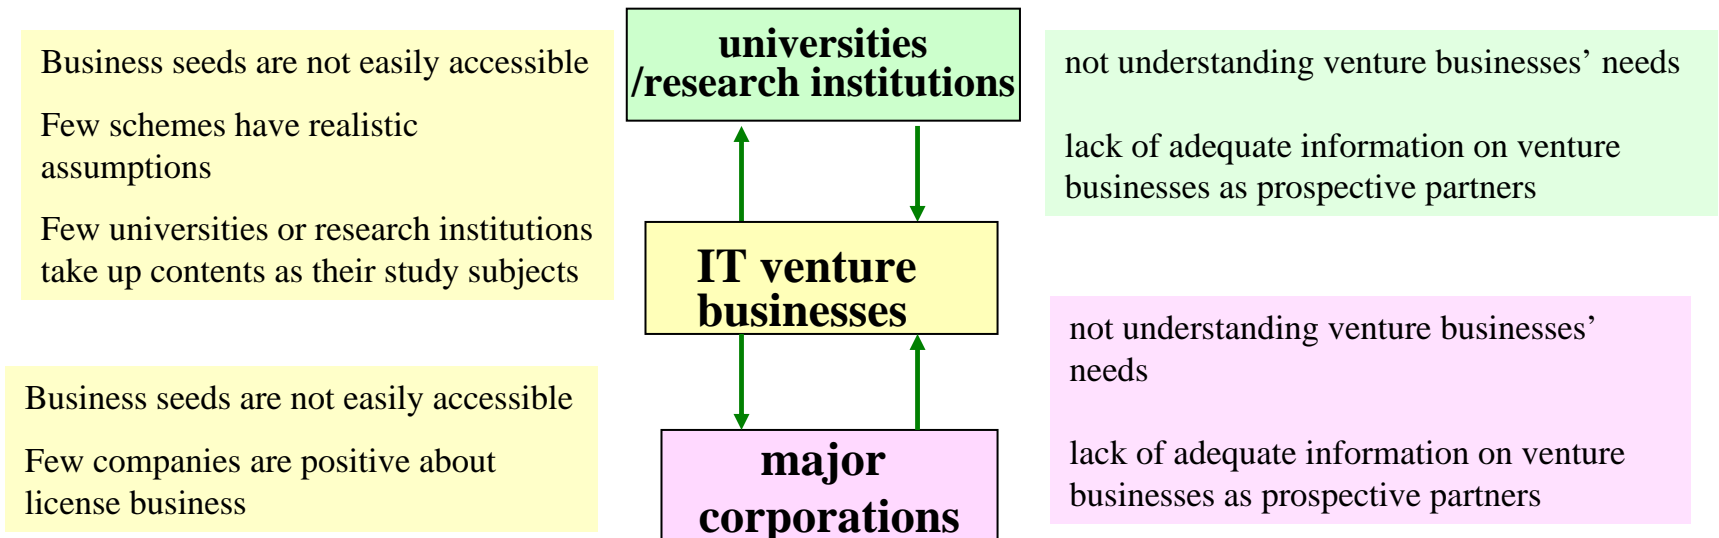 Business seeds are not easily accessible
Few schemes have realistic
assumptions
Few universities or research institutions
take up contents as their study subjects
universities
/research institutions
not understanding venture businesses’ needs
lack of adequate information on venture
businesses as prospective partners
IT venture
businesses
Business seeds are not easily accessible
Few companies are positive about
license business
major
corporations
not understanding venture businesses’
needs
lack of adequate information on venture
businesses as prospective partners